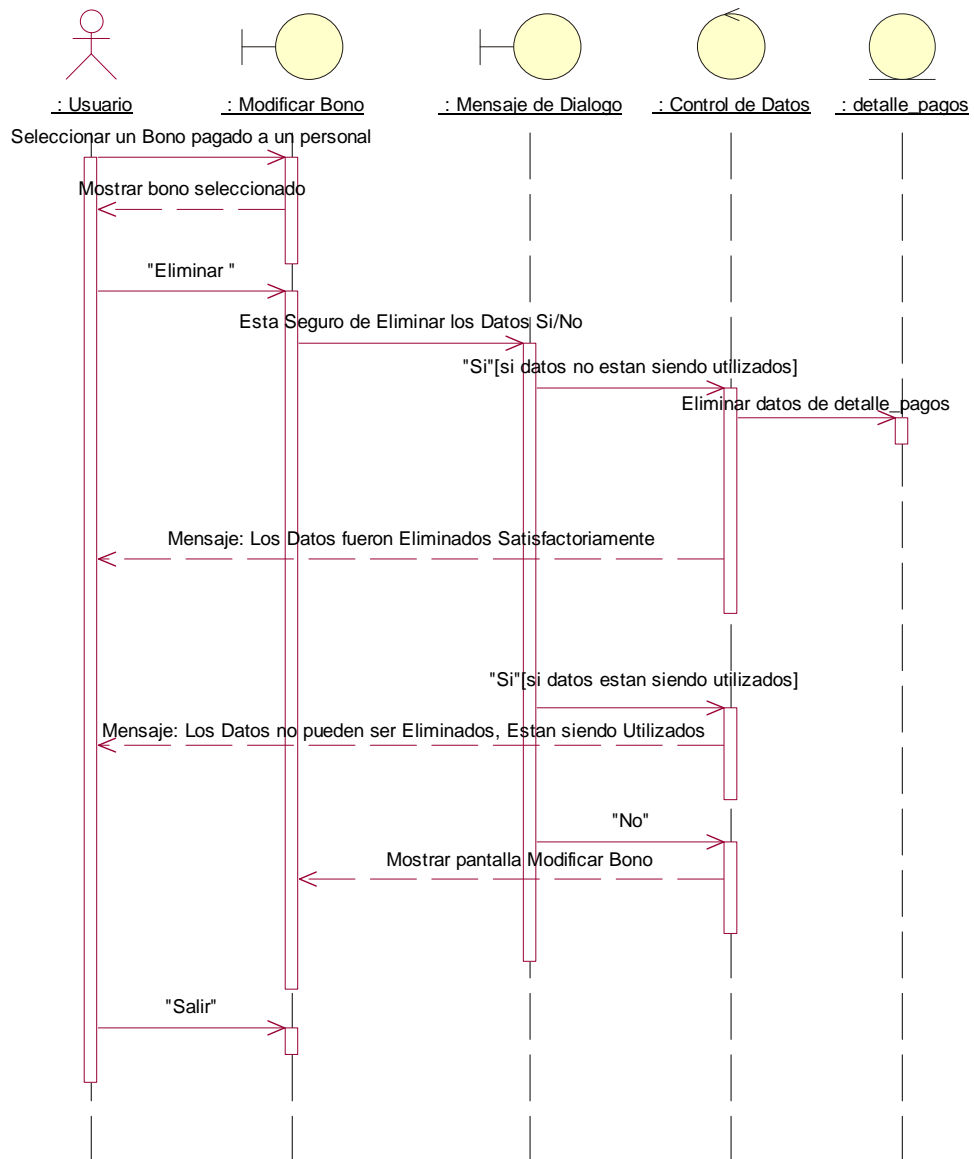 : Usuario
: Modificar Bono
: Mensaje de Dialogo
: Control de Datos
: detalle_pagos
Seleccionar un Bono pagado a un personal
Mostrar bono seleccionado
"Eliminar "
Esta Seguro de Eliminar los Datos Si/No
"Si"[si datos no estan siendo utilizados]
Eliminar datos de detalle_pagos
Mensaje: Los Datos fueron Eliminados Satisfactoriamente
"Si"[si datos estan siendo utilizados]
Mensaje: Los Datos no pueden ser Eliminados, Estan siendo Utilizados
"No"
Mostrar pantalla Modificar Bono
"Salir"